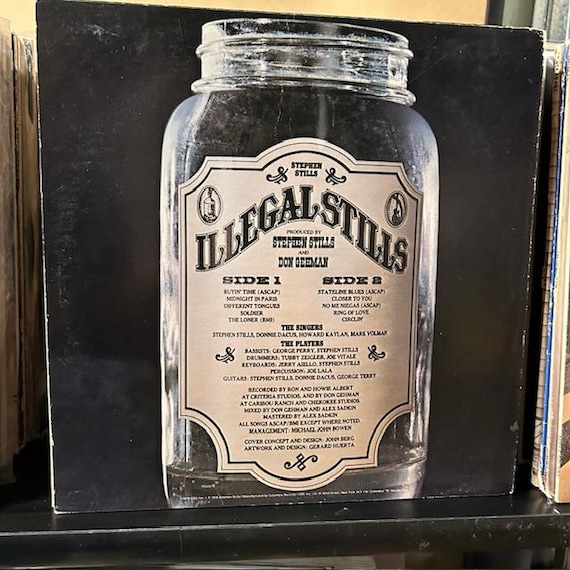 STEPHEN
STILLS
ILLEGAL STILLS
PRODUCED BY
STEPHEN STILLS
AND
DON GEHMAN
SIDE 1
BUYIN' TIME (ASCAP)
MIDNIGHT IN PARIS
DIFFERENT TONGUES
SOLDIER
THE LONER (BMI)
SIDE 2
STATELINE BLUES (ASCAP)
CLOSER TO YOU
NO ME NIEGAS (ASCAP)
RING OF LOVE
CIRCLIN'
THE SINGERS
STEPHEN STILLS, DONNIE DACUS, HOWARD KAYLAN, MARK VOLMAN
THE PLAYERS
BASSISTS: GEORGE PERRY, STEPHEN STILLS
DRUMMERS: TUBBY ZEIGLER, JOE VITALE
KEYBOARDS: JERRY AIELLO, STEPHEN STILLS
PERCUSSION: JOE LALA
GUITARS: STEPHEN STILLS, DONNIE DACUS, GEORGE TERRY
RECORDED BY RON AND HOWIE ALBERT
AT CRITERIA STUDIOS, AND BY DON GEHMAN
AT CARIBOU RANCH AND CHEROKEE STUDIOS.
MIXED BY DON GEHMAN AND ALEX SADKIN
MASTERED BY ALEX SADKIN
ALL SONGS ASCAP/BMI EXCEPT WHERE NOTED.
MANAGEMENT: MICHAEL JOHN BOWEN
COVER CONCEPT AND DESIGN: JOHN BERG
ARTWORK AND DESIGN: GERARD HUERTA